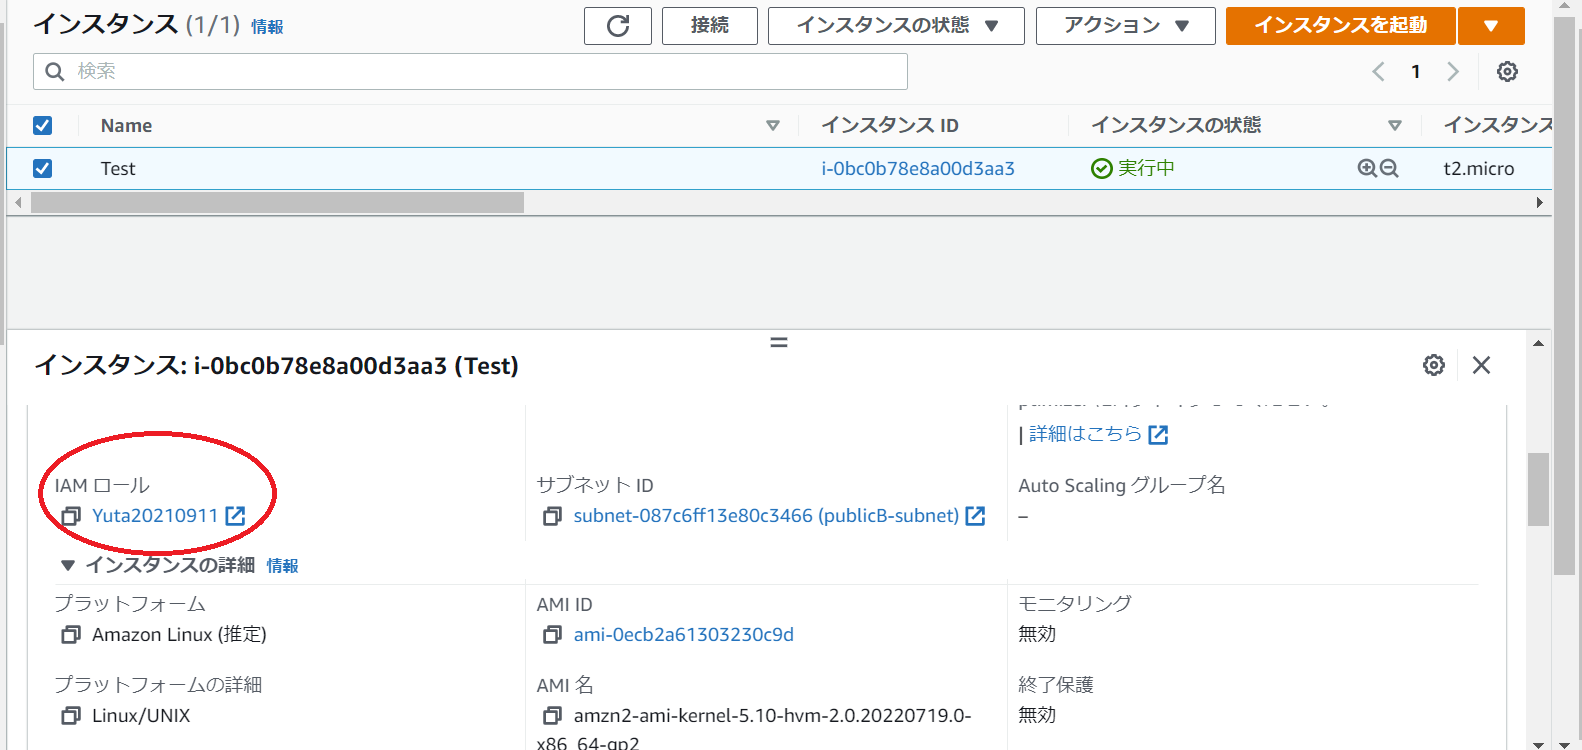 インスタンス (1/1) 情報
接続
インスタンスの状態
アクション
インスタンスを起動
検索
1
Name
インスタンス ID
インスタンスの状態
インスタンス
Test
i-0bc0b78e8a00d3aa3
実行中
t2.micro
インスタンス: i-0bc0b78e8a00d3aa3 (Test)
| 詳細はこちら
IAM ロール
Yuta20210911
サブネット ID
subnet-087c6ff13e80c3466 (publicB-subnet)
Auto Scaling グループ名
–
インスタンスの詳細 情報
プラットフォーム
Amazon Linux (推定)
AMI ID
ami-0ecb2a61303230c9d
モニタリング
無効
プラットフォームの詳細
Linux/UNIX
AMI 名
amzn2-ami-kernel-5.10-hvm-2.0.20220719.0-
x86_64-gp2
終了保護
無効